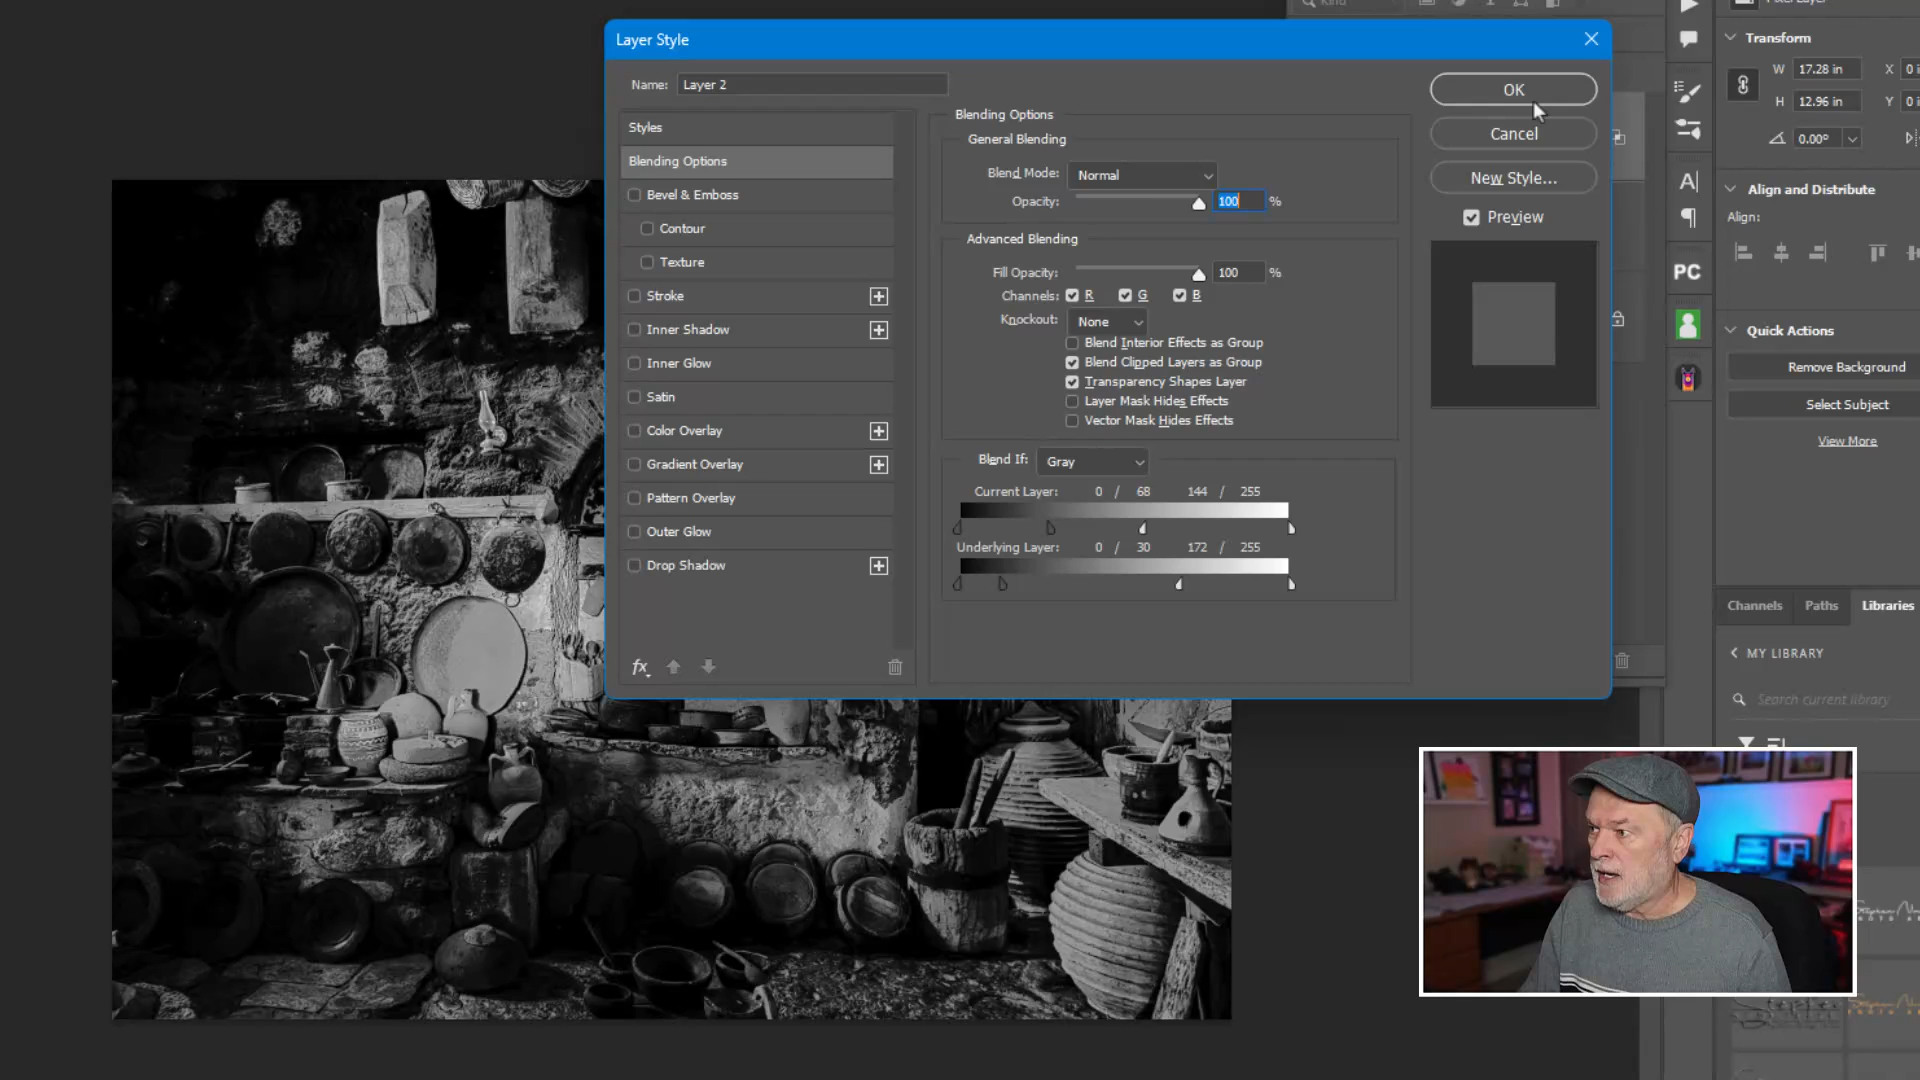 Kind
Pixel Layer
Layer Style
Transform
Name: Layer 2
OK
W 17.28 in X 0 i
Styles
Blending Options
H 12.96 in Y 0 i
Blending Options
General Blending
Cancel
0.00°
Bevel & Emboss
Blend Mode: Normal
New Style...
Align and Distribute
Contour
Opacity: 100 %
Preview
Align:
Texture
Advanced Blending
Stroke
Fill Opacity: 100 %
PC
Channels: R G B
Inner Shadow
Knockout: None
Quick Actions
Inner Glow
Blend Interior Effects as Group
Blend Clipped Layers as Group
Remove Background
Satin
Transparency Shapes Layer
Layer Mask Hides Effects
Select Subject
Color Overlay
Vector Mask Hides Effects
View More
Gradient Overlay
Blend If: Gray
Pattern Overlay
Current Layer: 0 / 68 144 / 255
Outer Glow
Underlying Layer: 0 / 30 172 / 255
Drop Shadow
Channels Paths Libraries
fx
MY LIBRARY
Search current library